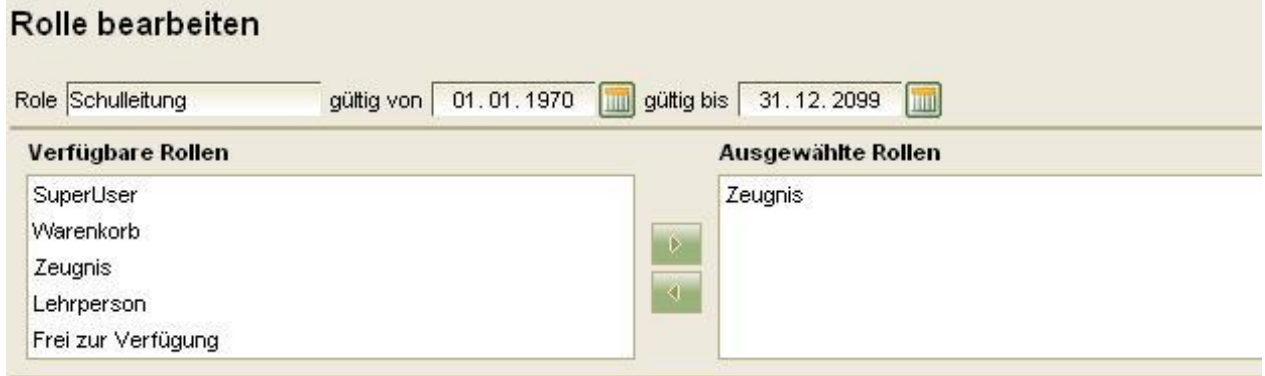 Rolle bearbeiten
Role Schulleitung gültig von 01.01.1970 gültig bis 31.12.2099
Verfügbare Rollen Ausgewählte Rollen
SuperUser Zeugnis
Warenkorb
Zeugnis
Lehrperson
Frei zur Verfügung